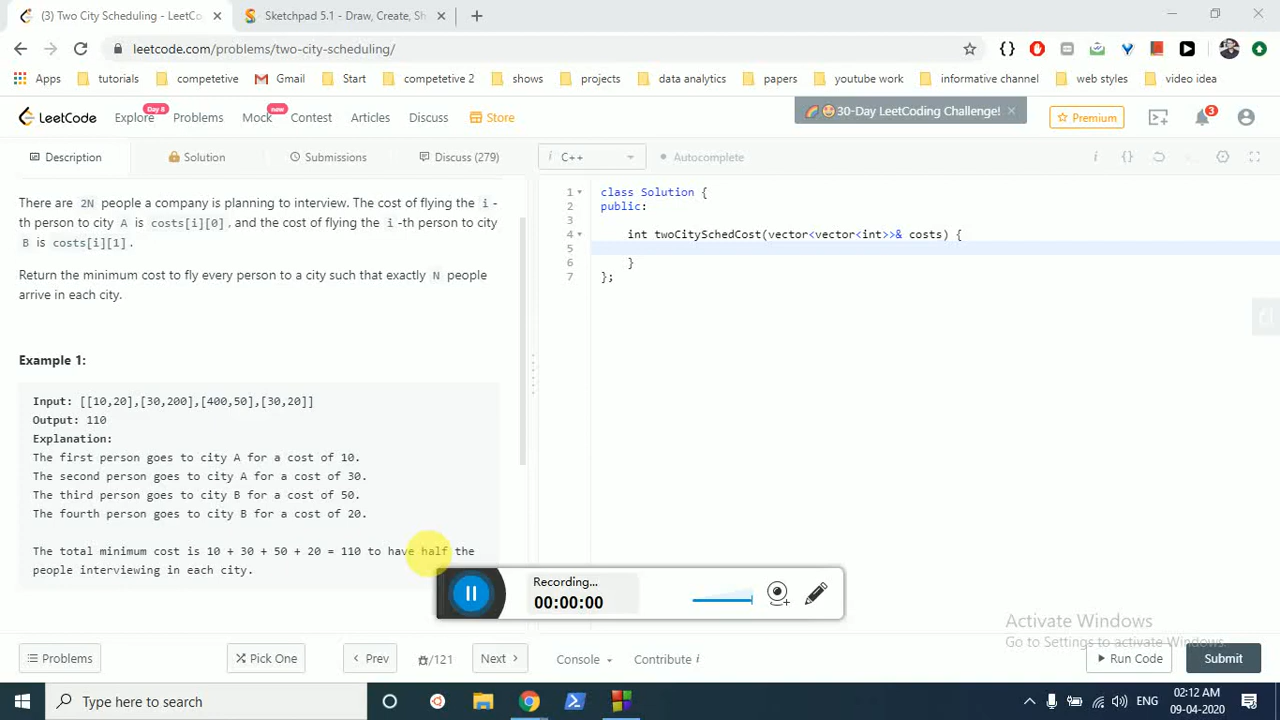 (3) Two City Scheduling - LeetCo
Sketchpad 5.1 - Draw, Create, Sh
leetcode.com/problems/two-city-scheduling/
Apps
tutorials
competetive
Gmail
Start
competetive 2
shows
projects
data analytics
papers
youtube work
informative channel
web styles
video idea
LeetCode
Explore
Day 8
Problems
Mock
new
Contest
Articles
Discuss
Store
30-Day LeetCoding Challenge!
Premium
3
Description
Solution
Submissions
Discuss (279)
i
C++
Autocomplete
i
{}
There are 2N people a company is planning to interview. The cost of flying the i -
th person to city A is costs[i][0], and the cost of flying the i -th person to city
B is costs[i][1].
Return the minimum cost to fly every person to a city such that exactly N people
arrive in each city.
Example 1:
Input: [[10,20],[30,200],[400,50],[30,20]]
Output: 110
Explanation:
The first person goes to city A for a cost of 10.
The second person goes to city A for a cost of 30.
The third person goes to city B for a cost of 50.
The fourth person goes to city B for a cost of 20.
The total minimum cost is 10 + 30 + 50 + 20 = 110 to have half the
people interviewing in each city.
1 class Solution {
2 public:
3
4 int twoCitySchedCost(vector<vector<int>>& costs) {
5
6 }
7 };
Recording...
00:00:00
Activate Windows
Go to Settings to activate Windows.
Problems
Pick One
Prev
/121
Next
Console
Contribute i
Run Code
Submit
Type here to search
ENG
02:12 AM
09-04-2020